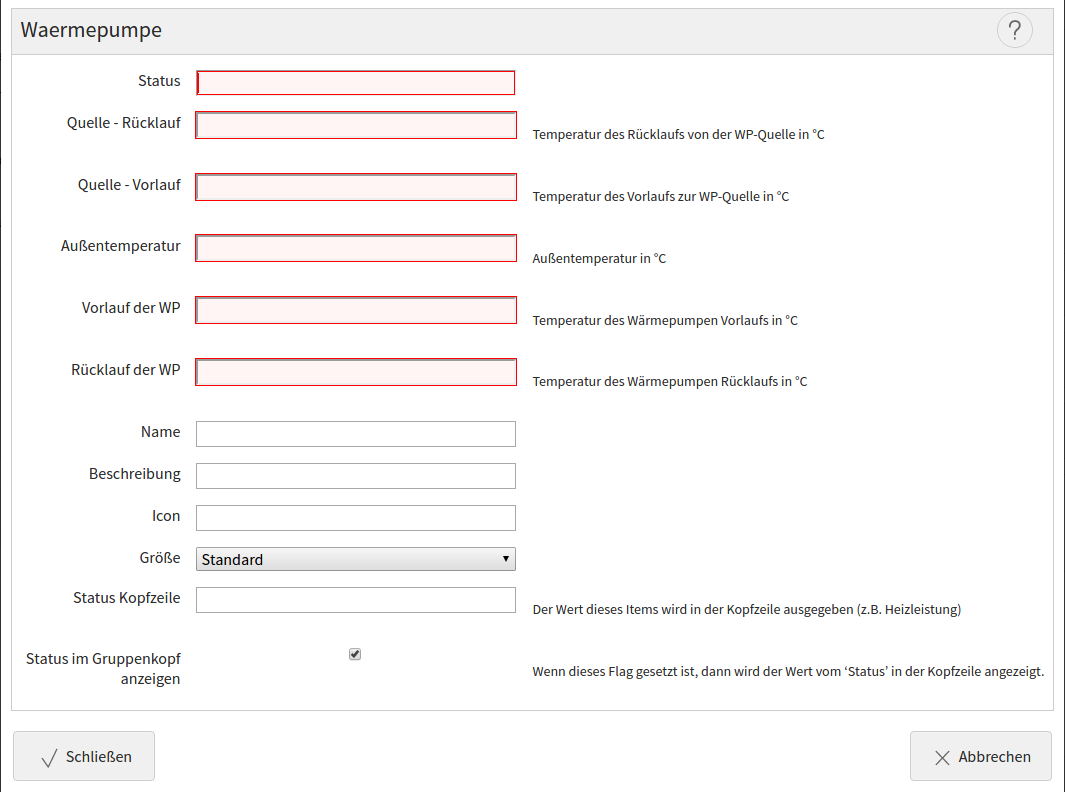 Waermepumpe
?
Status
Quelle - Rücklauf
Temperatur des Rücklaufs von der WP-Quelle in °C
Quelle - Vorlauf
Temperatur des Vorlaufs zur WP-Quelle in °C
Außentemperatur
Außentemperatur in °C
Vorlauf der WP
Temperatur des Wärmepumpen Vorlaufs in °C
Rücklauf der WP
Temperatur des Wärmepumpen Rücklaufs in °C
Name
Beschreibung
Icon
Größe
Standard
Status Kopfzeile
Der Wert dieses Items wird in der Kopfzeile ausgegeben (z.B. Heizleistung)
Status im Gruppenkopf
anzeigen
Wenn dieses Flag gesetzt ist, dann wird der Wert vom ‘Status’ in der Kopfzeile angezeigt.
Schließen
Abbrechen